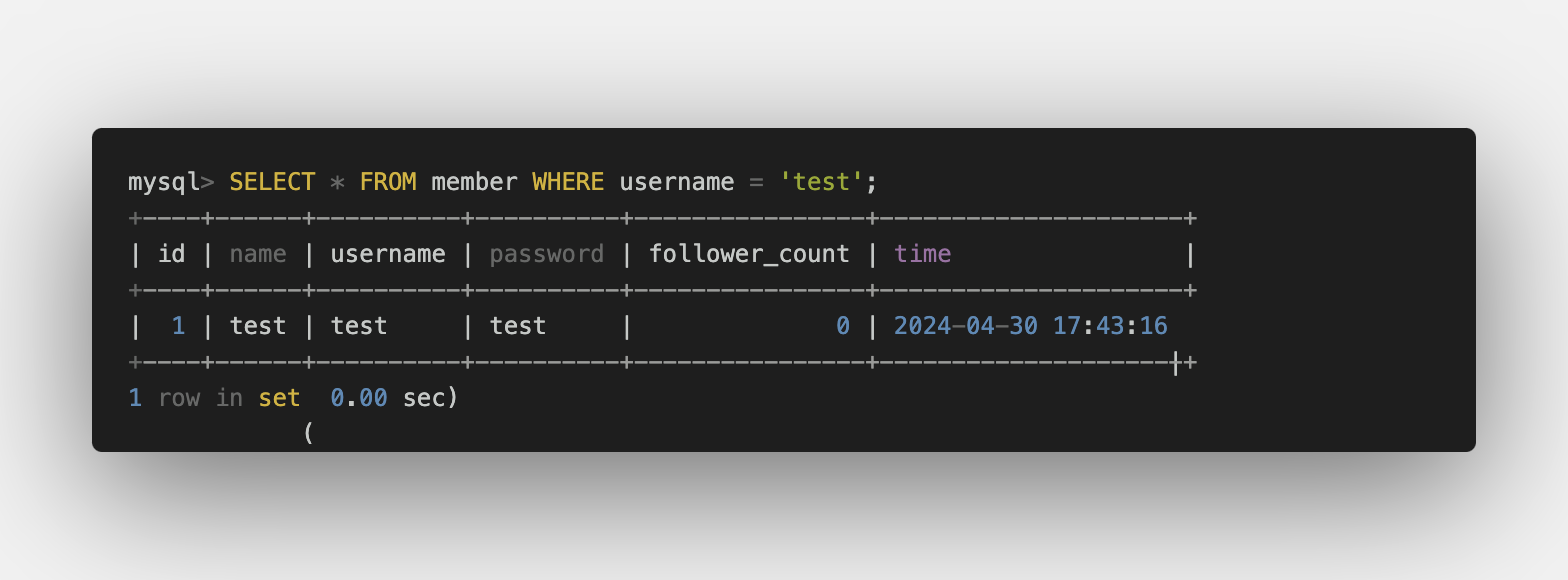 mysql> SELECT * FROM member WHERE username = 'test';
+----+------+----------+----------+----------------+---------------------+
| id | name | username | password | follower_count | time                |
+----+------+----------+----------+----------------+---------------------+
|  1 | test | test     | test     |              0 | 2024-04-30 17:43:16
+----+------+----------+----------+----------------+--------------------|+
1 row in set  0.00 sec)
(